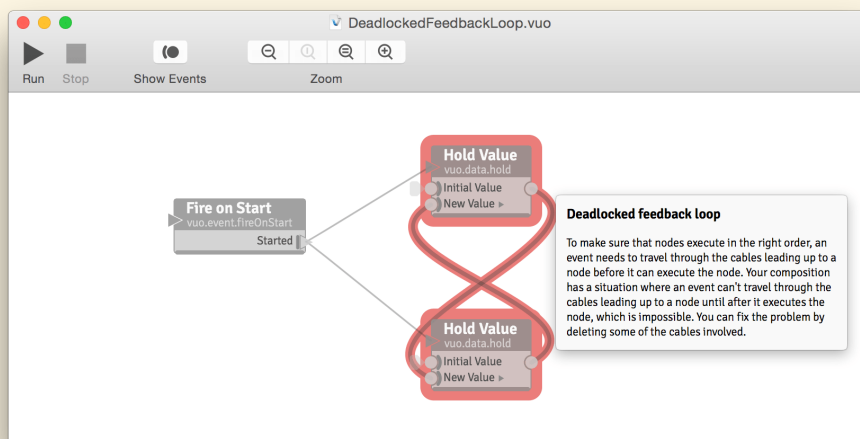 DeadlockedFeedbackLoop.vuo
Run
Stop
Show Events
Zoom
Fire on Start
vuo.event.fireOnStart
Started
Hold Value
vuo.data.hold
Initial Value
New Value ▸
Hold Value
vuo.data.hold
Initial Value
New Value ▸
Deadlocked feedback loop
To make sure that nodes execute in the right order, an
event needs to travel through the cables leading up to a
node before it can execute the node. Your composition
has a situation where an event can't travel through the
cables leading up to a node until after it executes the
node, which is impossible. You can fix the problem by
deleting some of the cables involved.